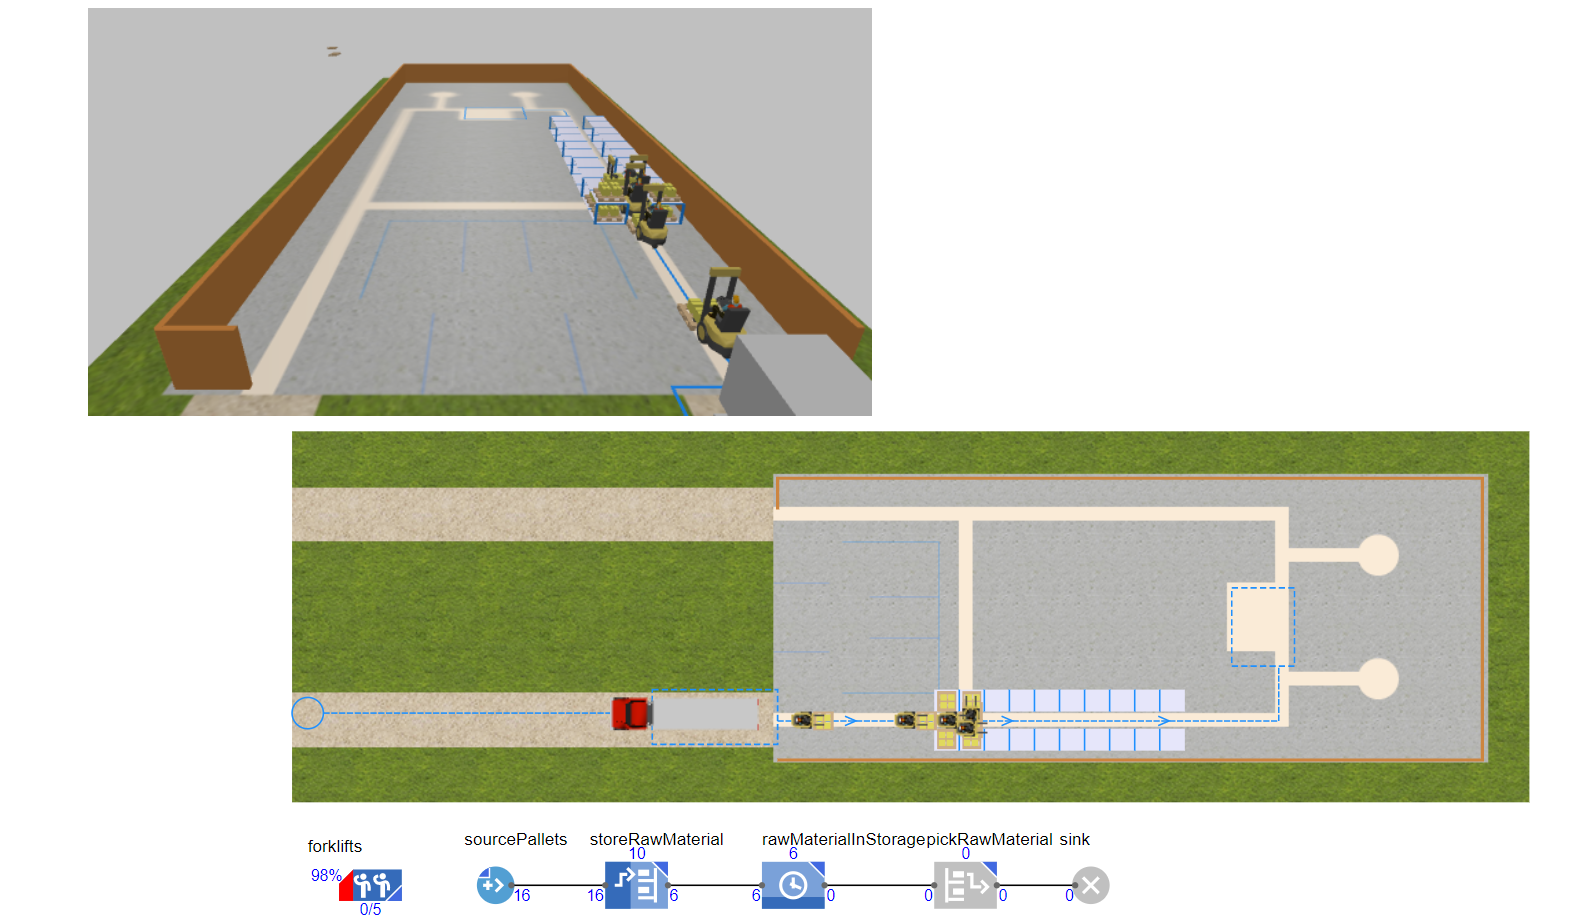 forklifts
98%
0/5
sourcePallets
16
storeRawMaterial
10
16
6
rawMaterialInStorage
6
6
0
pickRawMaterial
0
0
0
sink
0